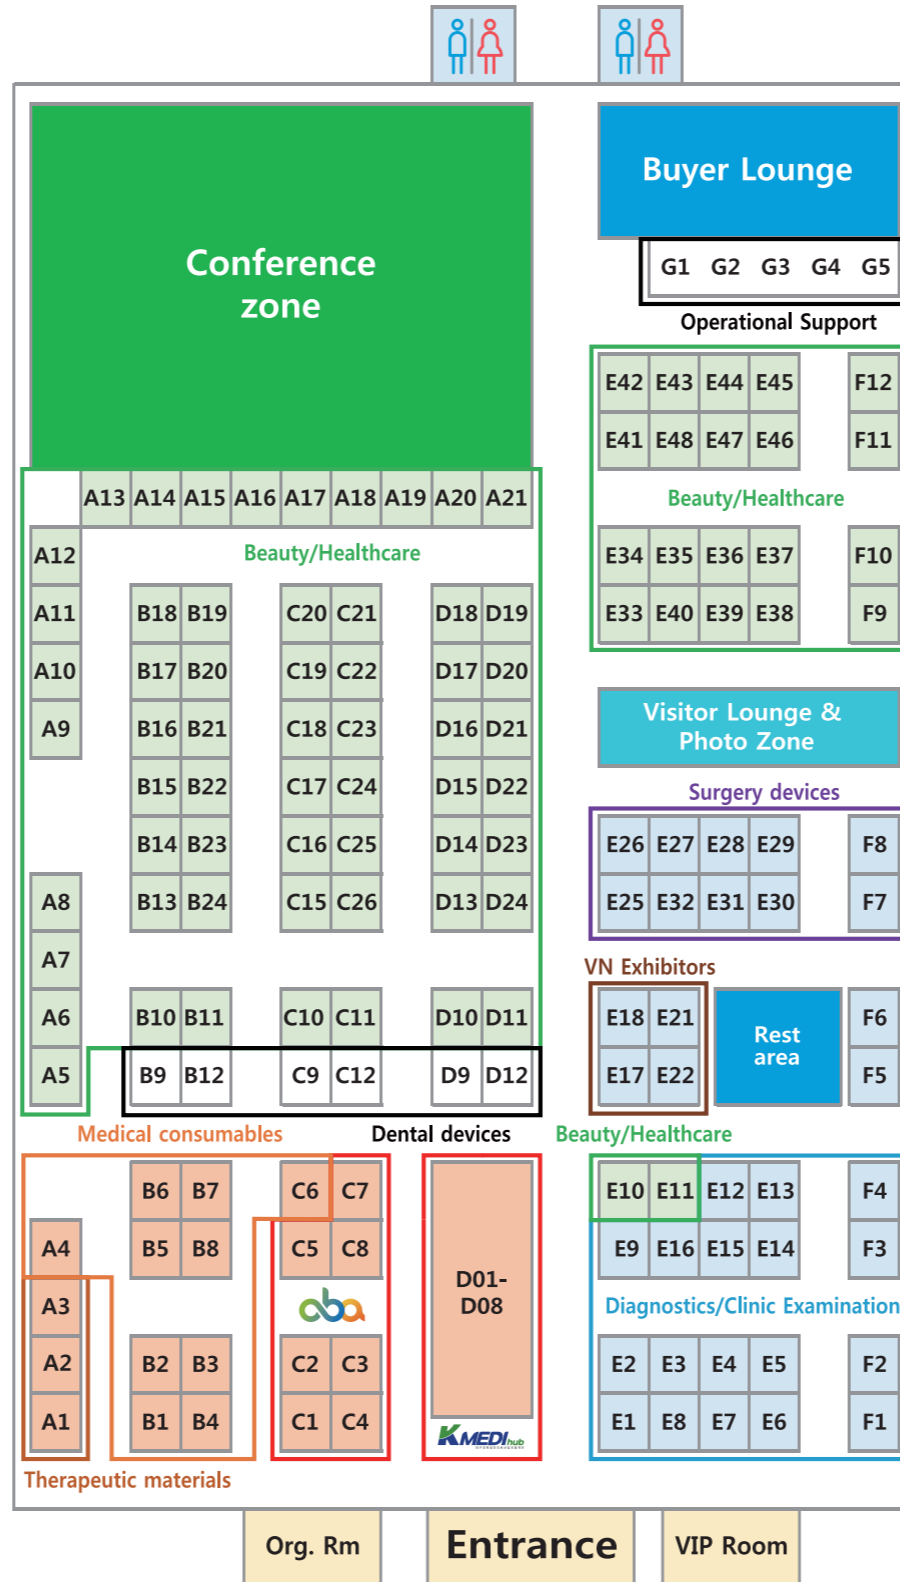 Conference
zone
Buyer Lounge
G1 G2 G3 G4 G5
Operational Support
E42 E43 E44 E45 F12
E41 E48 E47 E46 F11
Beauty/Healthcare
E34 E35 E36 E37 F10
E33 E40 E39 E38 F9
A13 A14 A15 A16 A17 A18 A19 A20 A21
Beauty/Healthcare
A12
A11 B18 B19 C20 C21 D18 D19
A10 B17 B20 C19 C22 D17 D20
A9 B16 B21 C18 C23 D16 D21
B15 B22 C17 C24 D15 D22
B14 B23 C16 C25 D14 D23
A8 B13 B24 C15 C26 D13 D24
A7
A6 B10 B11 C10 C11 D10 D11
A5 B9 B12 C9 C12 D9 D12
Visitor Lounge &
Photo Zone
Surgery devices
E26 E27 E28 E29 F8
E25 E32 E31 E30 F7
VN Exhibitors
E18 E21 F6
E17 E22 F5
Rest
area
Medical consumables
Dental devices
Beauty/Healthcare
B6 B7 C6 C7
A4 B5 B8 C5 C8
A3
aba
A2 B2 B3 C2 C3
A1 B1 B4 C1 C4
Therapeutic materials
D01-
D08
KMEDIhub
E10 E11 E12 E13 F4
E9 E16 E15 E14 F3
Diagnostics/Clinic Examination
E2 E3 E4 E5 F2
E1 E8 E7 E6 F1
Org. Rm
Entrance
VIP Room